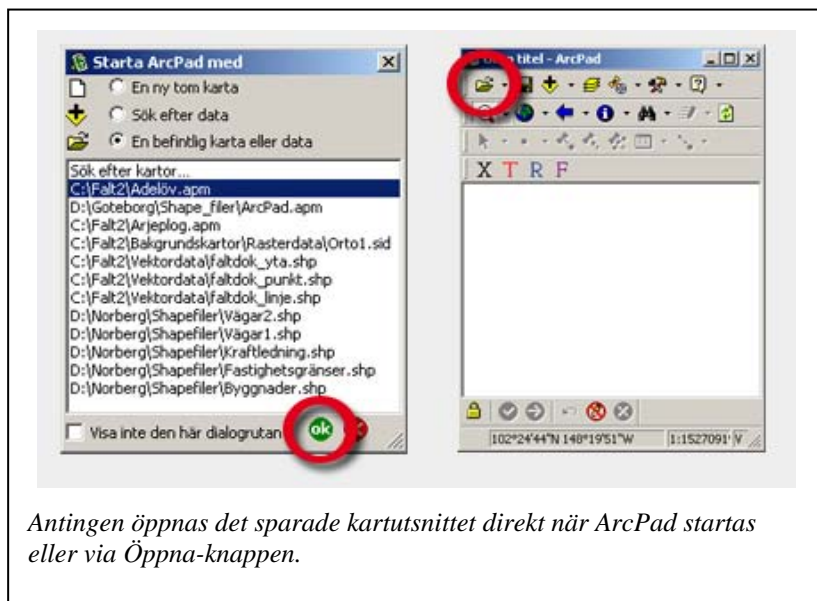 Starta ArcPad med
En ny tom karta
Sök efter data
En befintlig karta eller data
Sök efter kartor...
C:\Falt2\Adelöv.apm
D:\Goteborg\Shape_filer\ArcPad.apm
C:\Falt2\Arjeplog.apm
C:\Falt2\Bakgrundskartor\Rasterdata\Orto1.sid
C:\Falt2\Vektordata\faltdok_yta.shp
C:\Falt2\Vektordata\faltdok_punkt.shp
C:\Falt2\Vektordata\faltdok_linje.shp
D:\Norberg\Shapefiler\Vägar2.shp
D:\Norberg\Shapefiler\Vägar1.shp
D:\Norberg\Shapefiler\Kraftledning.shp
D:\Norberg\Shapefiler\Fastighetsgränser.shp
D:\Norberg\Shapefiler\Byggnader.shp
Visa inte den här dialogrutan
ok
titel - ArcPad
X T R F
102°24'44"N 148°19'51"W
1:1527091
V
Antingen öppnas det sparade kartutsnittet direkt när ArcPad startas
eller via Öppna-knappen.